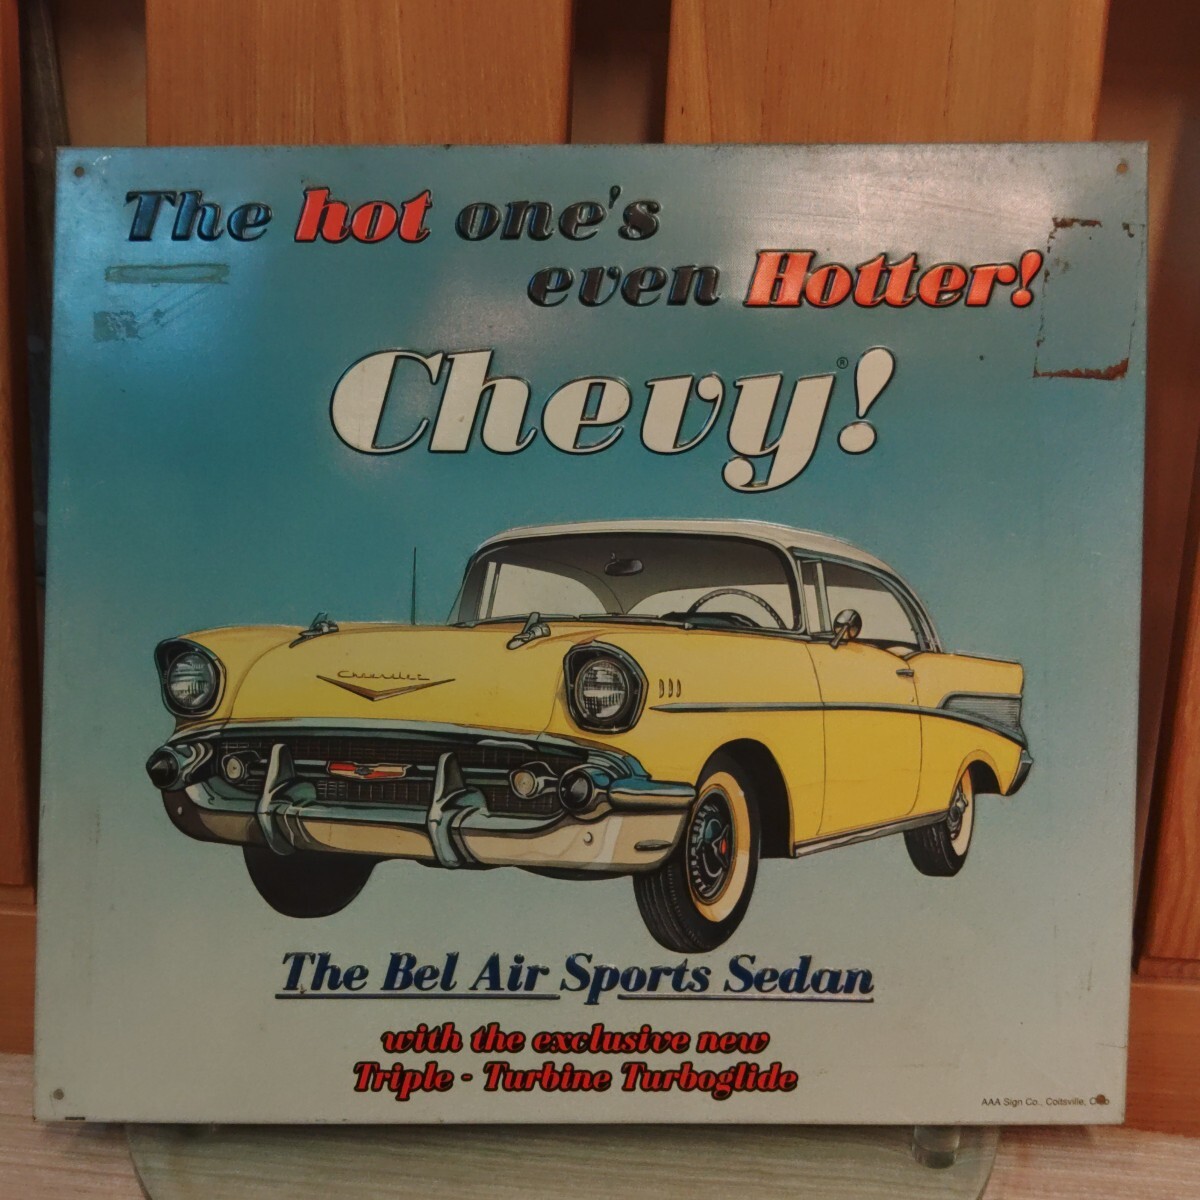 The hot one's
even Hotter!
Chevy!®
Chevrolet
The Bel Air Sports Sedan
with the exclusive new
Triple - Turbine Turboglide
AAA Sign Co., Coitsville, Ohio